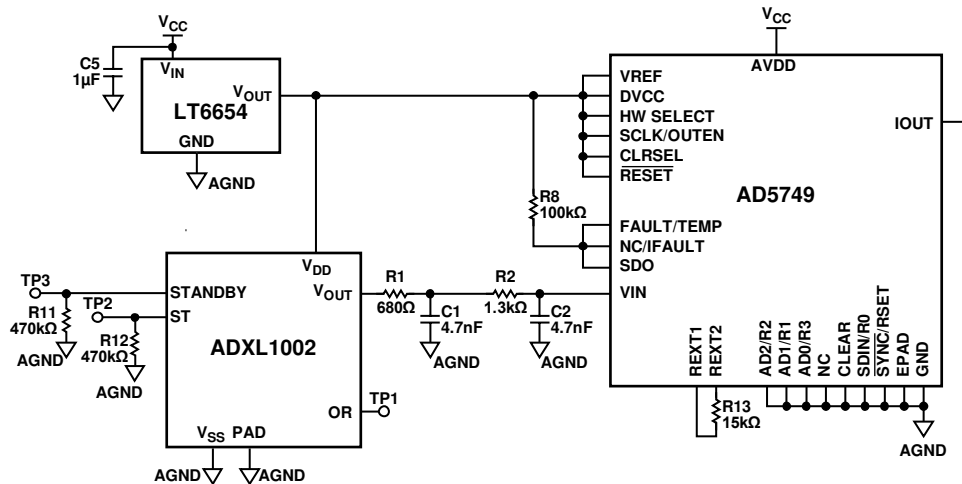 VCC
C5
1µF
VIN
VOUT
LT6654
GND
AGND
VCC
AVDD
VREF
DVCC
HW SELECT
SCLK/OUTEN
CLRSEL
RESET
IOUT
AD5749
R8
100kΩ
FAULT/TEMP
NC/IFAULT
SDO
VIN
TP3
R11
470kΩ
AGND
TP2
R12
470kΩ
AGND
VDD
STANDBY
VOUT
ST
ADXL1002
OR
TP1
VSS PAD
AGND
AGND
R1
680Ω
C1
4.7nF
AGND
R2
1.3kΩ
C2
4.7nF
AGND
REXT1
REXT2
R13
15kΩ
AD2/R2
AD1/R1
AD0/R3
NC
CLEAR
SDIN/R0
SYNC/RSET
EPAD
GND
AGND